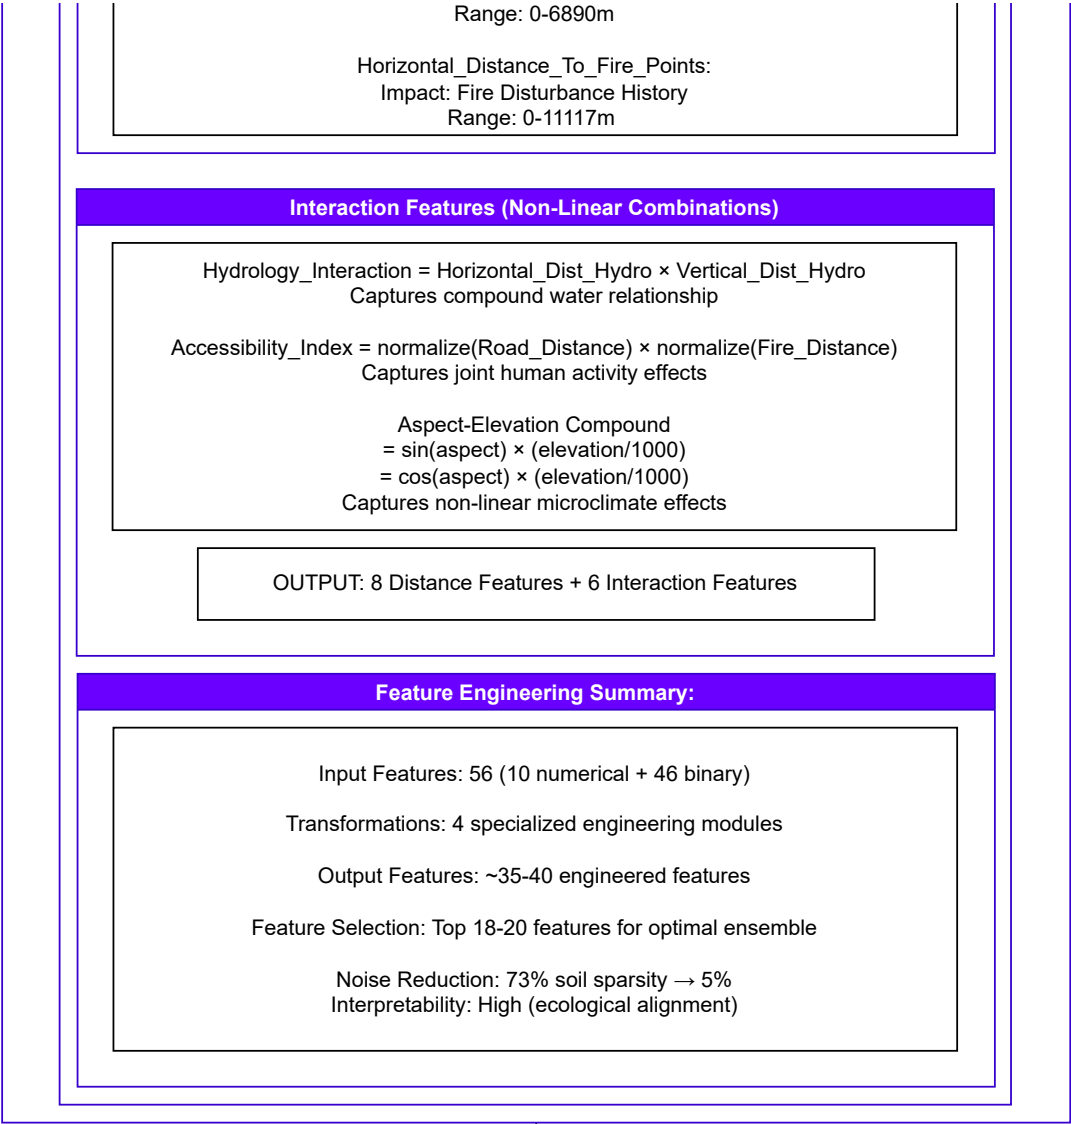 Range: 0-6890m
Horizontal_Distance_To_Fire_Points:
Impact: Fire Disturbance History
Range: 0-11117m
Interaction Features (Non-Linear Combinations)
Hydrology_Interaction = Horizontal_Dist_Hydro × Vertical_Dist_Hydro
Captures compound water relationship
Accessibility_Index = normalize(Road_Distance) × normalize(Fire_Distance)
Captures joint human activity effects
Aspect-Elevation Compound
= sin(aspect) × (elevation/1000)
= cos(aspect) × (elevation/1000)
Captures non-linear microclimate effects
OUTPUT: 8 Distance Features + 6 Interaction Features
Feature Engineering Summary:
Input Features: 56 (10 numerical + 46 binary)
Transformations: 4 specialized engineering modules
Output Features: ~35-40 engineered features
Feature Selection: Top 18-20 features for optimal ensemble
Noise Reduction: 73% soil sparsity → 5%
Interpretability: High (ecological alignment)